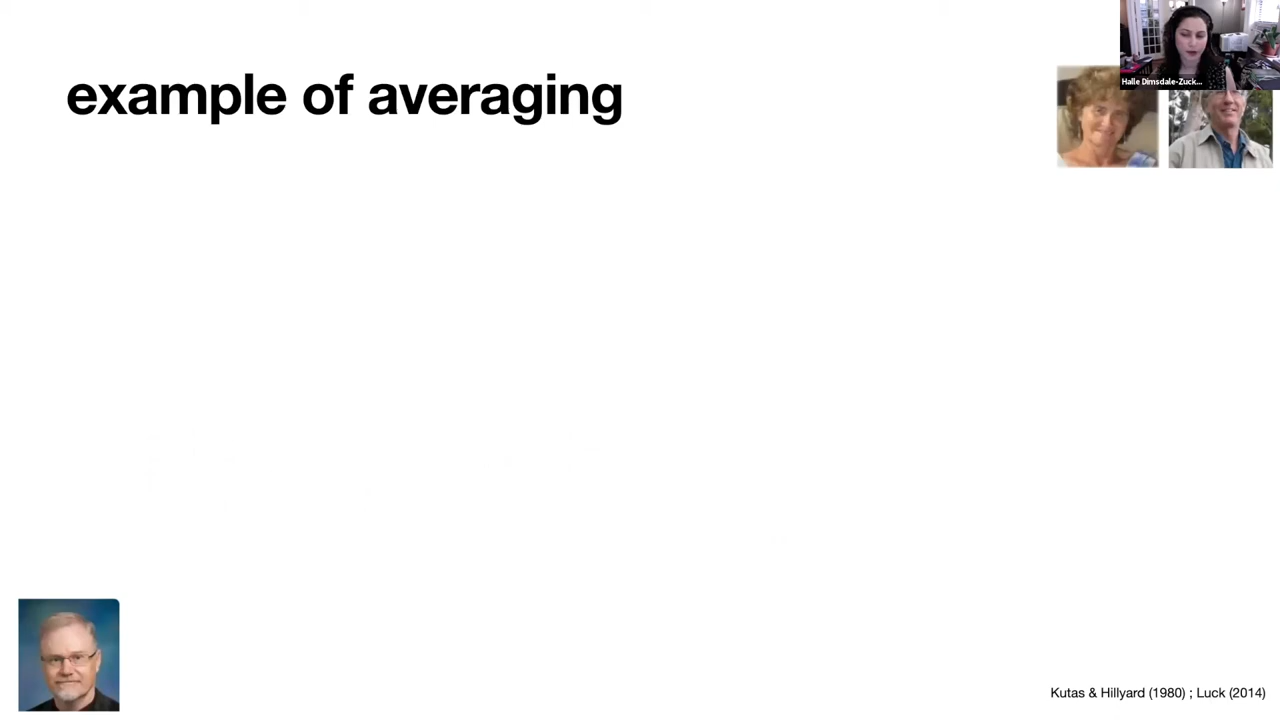 example of averaging
Halle Dimsdale-Zuck...
Kutas & Hillyard (1980) ; Luck (2014)